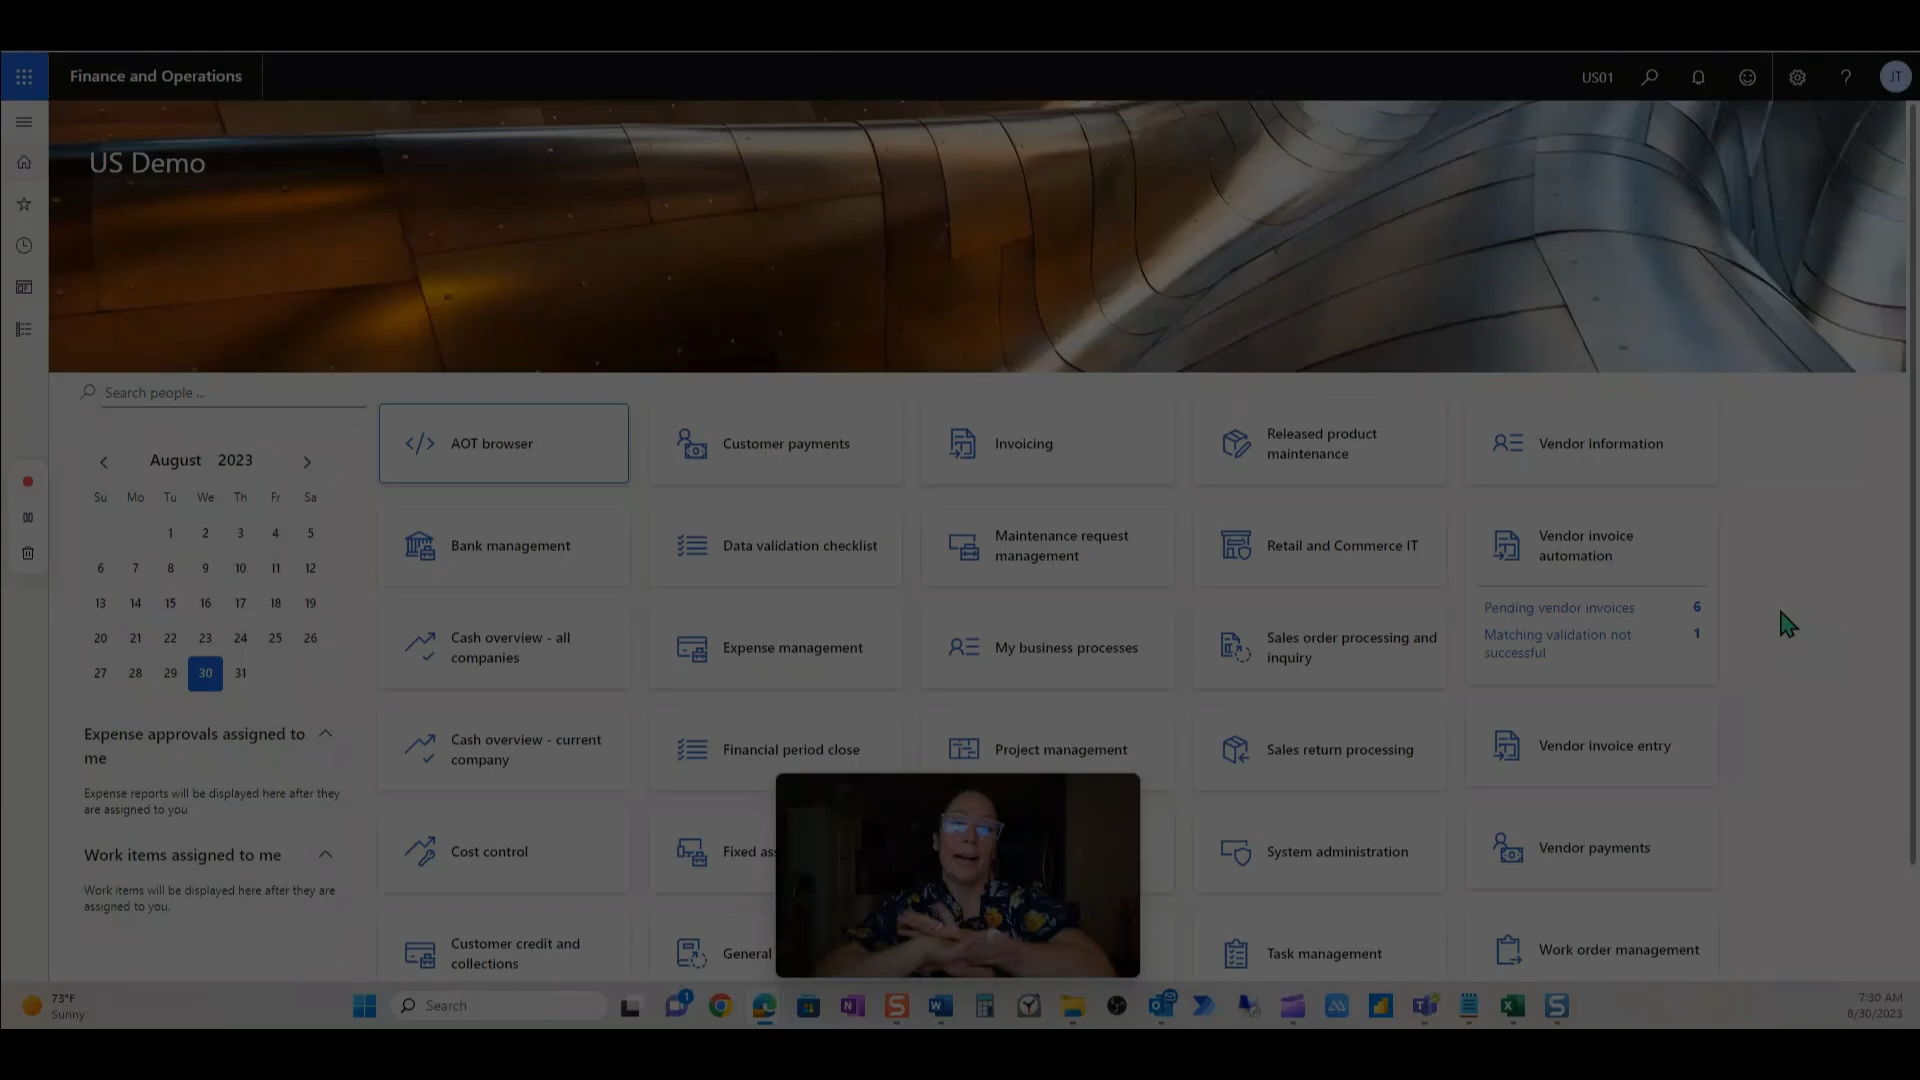 Finance and Operations
US01
JT
US Demo
Search people ...
August 2023
Su Mo Tu We Th Fr Sa
1 2 3 4 5
6 7 8 9 10 11 12
13 14 15 16 17 18 19
20 21 22 23 24 25 26
27 28 29 30 31
Expense approvals assigned to
me
Expense reports will be displayed here after they
are assigned to you
Work items assigned to me
Work items will be displayed here after they are
assigned to you.
AOT browser
Bank management
Cash overview - all
companies
Cash overview - current
company
Cost control
Customer credit and
collections
Customer payments
Data validation checklist
Expense management
Financial period close
Fixed as
General
Invoicing
Maintenance request
management
My business processes
Project management
Released product
maintenance
Retail and Commerce IT
Sales order processing and
inquiry
Sales return processing
System administration
Task management
Vendor information
Vendor invoice
automation
Pending vendor invoices 6
Matching validation not 1
successful
Vendor invoice entry
Vendor payments
Work order management
73°F
Sunny
Search
1
7:30 AM
8/30/2023